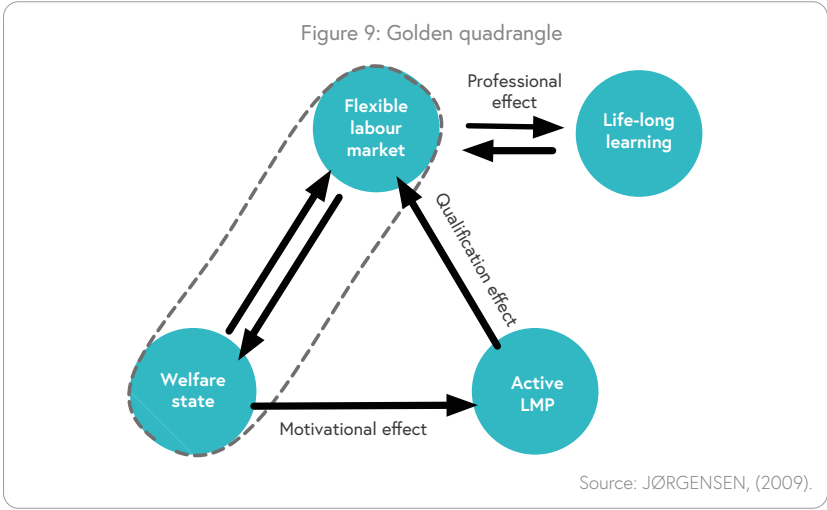 Figure 9: Golden quadrangle
Flexible
labour
market
Professional
effect
Life-long
learning
Qualification effect
Welfare
state
Motivational effect
Active
LMP
Source: JØRGENSEN, (2009).